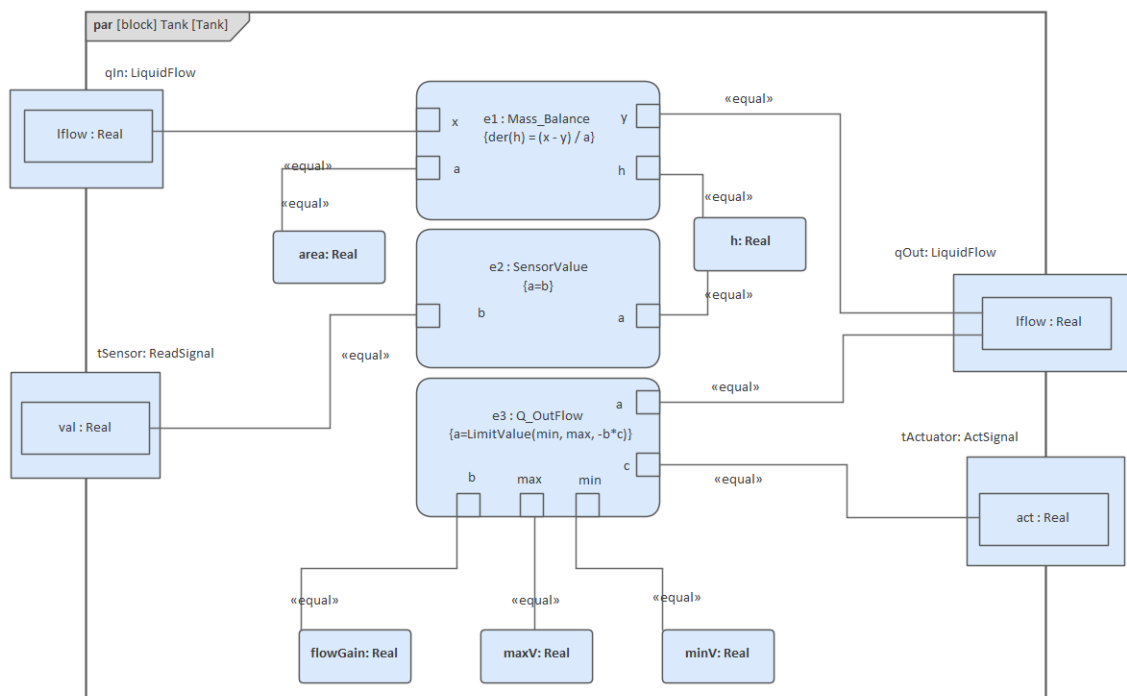 par [block] Tank [Tank]
qIn: LiquidFlow
lflow : Real
x
e1 : Mass_Balance
{der(h) = (x - y) / a}
y
«equal»
a
h
«equal»
«equal»
«equal»
area: Real
h: Real
«equal»
e2 : SensorValue
{a=b}
b
a
qOut: LiquidFlow
lflow : Real
tSensor: ReadSignal
«equal»
val : Real
e3 : Q_OutFlow
{a=LimitValue(min, max, -b*c)}
a
«equal»
c
«equal»
b
max
min
tActuator: ActSignal
act : Real
«equal»
«equal»
«equal»
flowGain: Real
maxV: Real
minV: Real